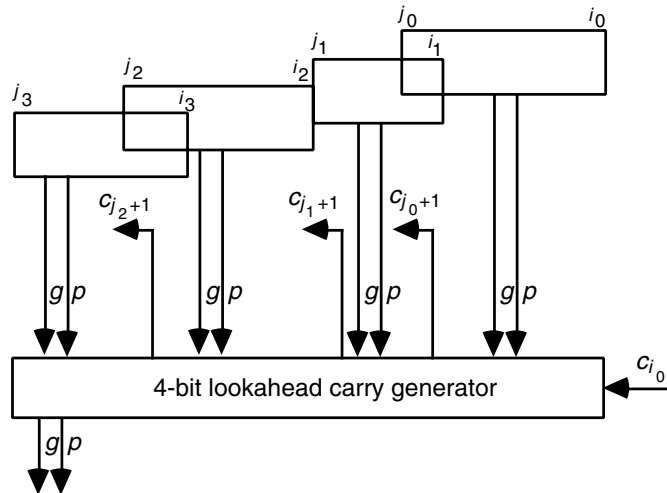 j₀ i₀
j₁ i₁
j₂ i₂
j₃ i₃
c_{j₂+1} c_{j₁+1} c_{j₀+1}
g p g p g p g p
4-bit lookahead carry generator
c_{i₀}
g p